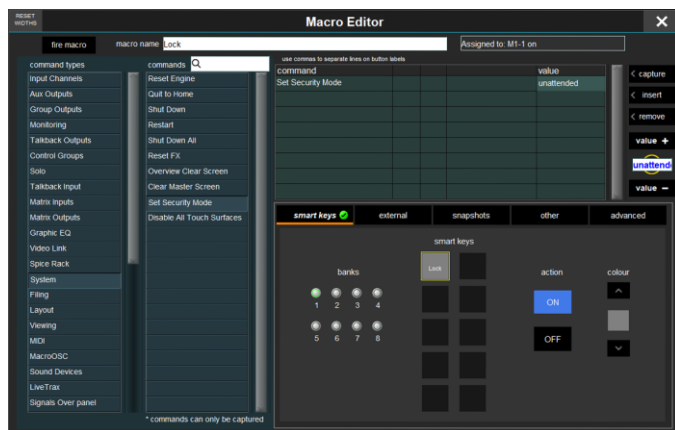 RESET
WIDTHS
Macro Editor
fire macro
macro name
Lock
Assigned to: M1-1 on
use commas to separate lines on button labels
command types
Input Channels
Aux Outputs
Group Outputs
Monitoring
Talkback Outputs
Control Groups
Solo
Talkback Input
Matrix Inputs
Matrix Outputs
Graphic EQ
Video Link
Spice Rack
System
Filing
Layout
Viewing
MIDI
MacroOSC
Sound Devices
LiveTrax
Signals Over panel
commands
Reset Engine
Quit to Home
Shut Down
Restart
Shut Down All
Reset FX
Overview Clear Screen
Clear Master Screen
Set Security Mode
Disable All Touch Surfaces
* commands can only be captured
command
value
Set Security Mode
unattended
< capture
< insert
< remove
value +
unattend
value −
smart keys
external
snapshots
other
advanced
smart keys
banks
1 2 3 4
5 6 7 8
Lock
action
ON
OFF
colour